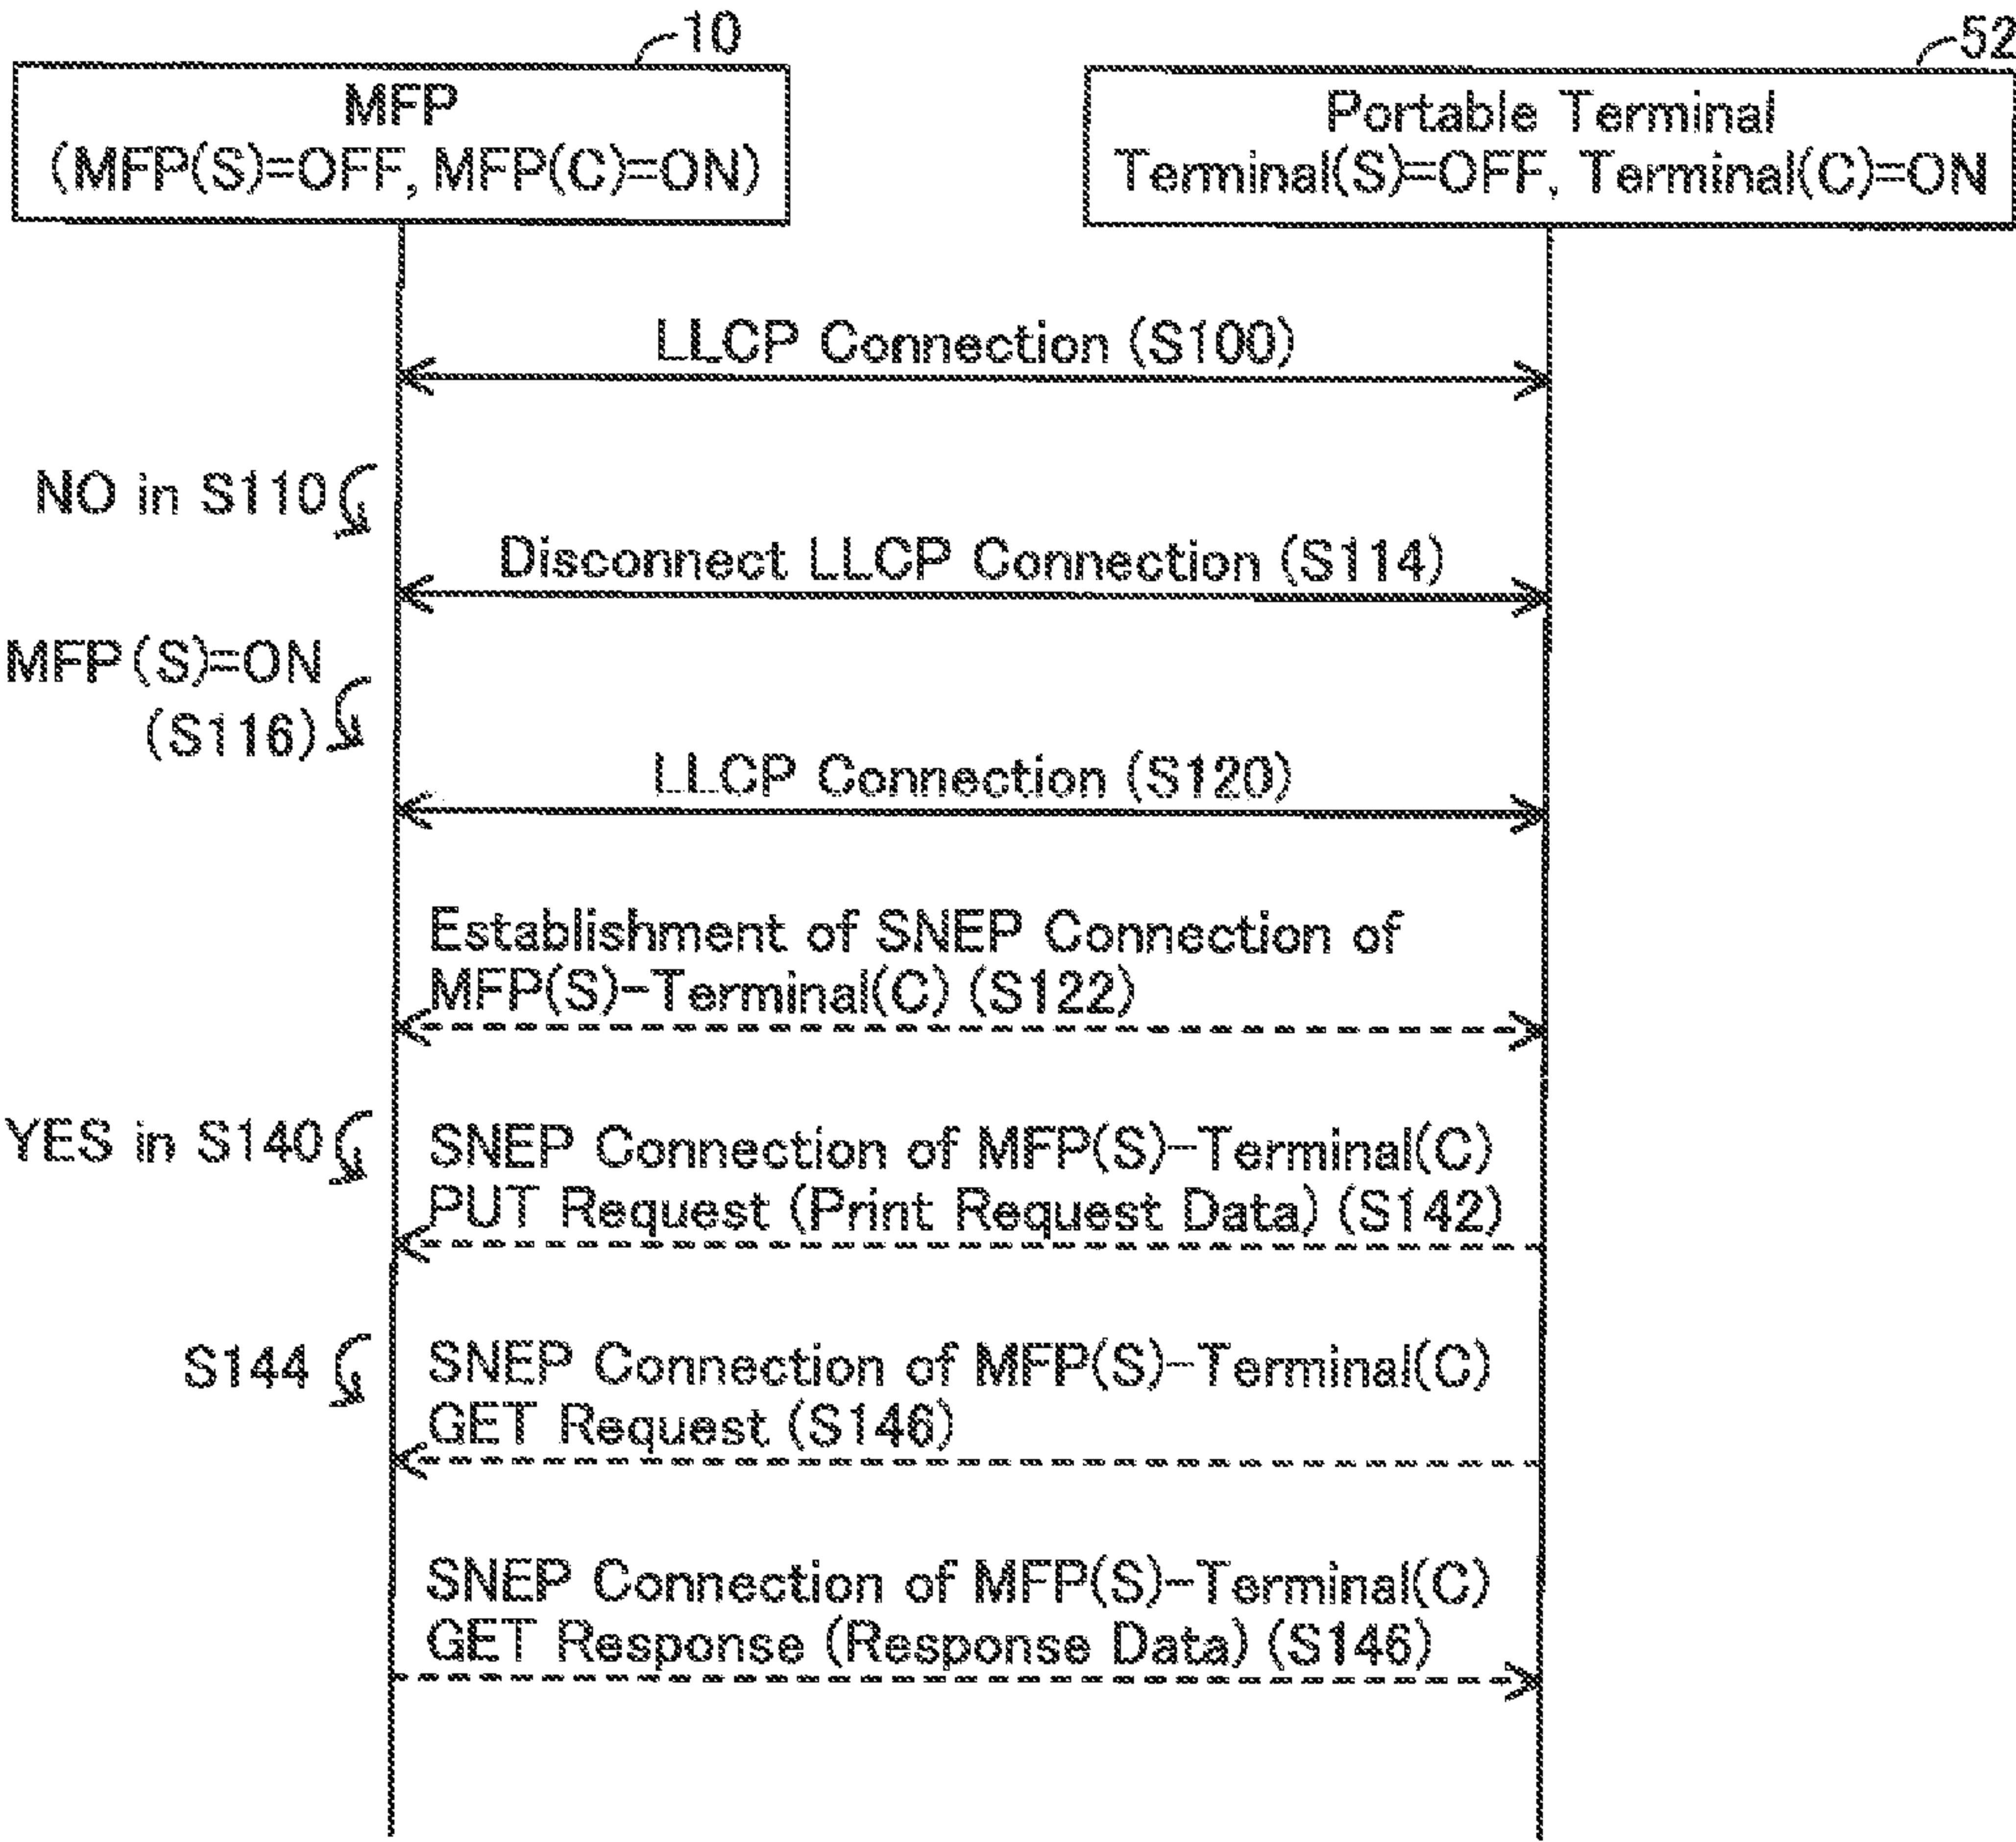 10
52
MFP
(MFP(S)=OFF, MFP(C)=ON)
Portable Terminal
Terminal(S)=OFF, Terminal(C)=ON
LLCP Connection (S100)
NO in S110
Disconnect LLCP Connection (S114)
MFP(S)=ON
(S116)
LLCP Connection (S120)
Establishment of SNEP Connection of
MFP(S)-Terminal(C) (S122)
YES in S140
SNEP Connection of MFP(S)-Terminal(C)
PUT Request (Print Request Data) (S142)
S144
SNEP Connection of MFP(S)-Terminal(C)
GET Request (S146)
SNEP Connection of MFP(S)-Terminal(C)
GET Response (Response Data) (S146)